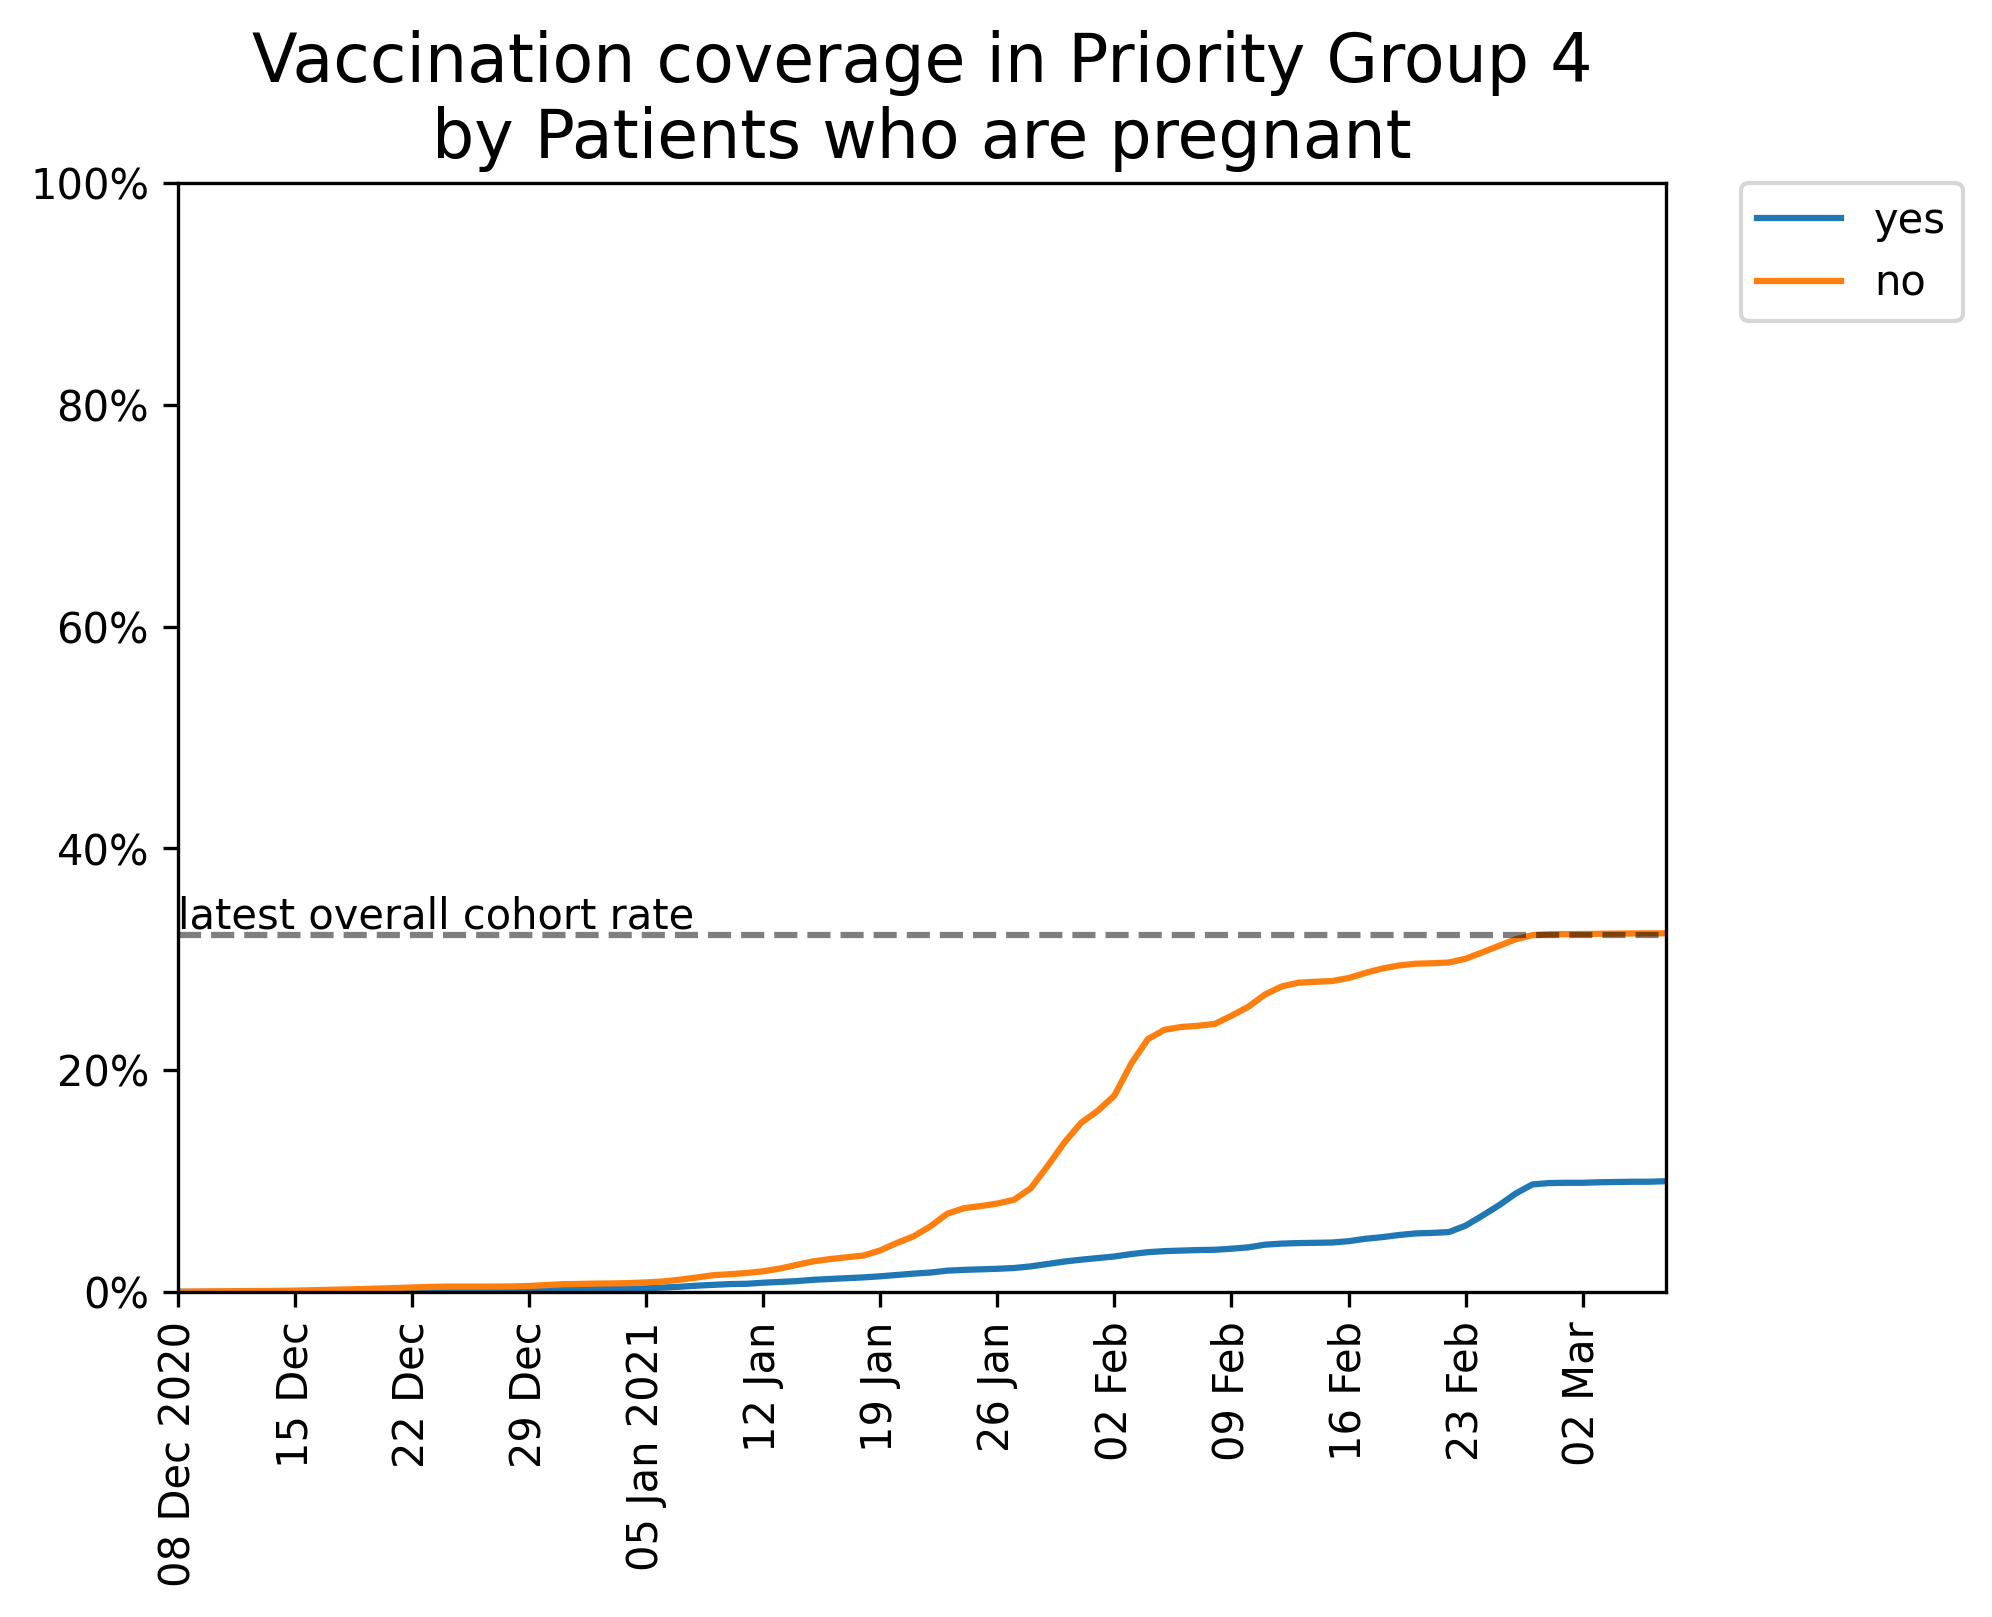 Vaccination coverage in Priority Group 4
by Patients who are pregnant
100%
80%
60%
40%
20%
0%
latest overall cohort rate
yes
no
08 Dec 2020
15 Dec
22 Dec
29 Dec
05 Jan 2021
12 Jan
19 Jan
26 Jan
02 Feb
09 Feb
16 Feb
23 Feb
02 Mar